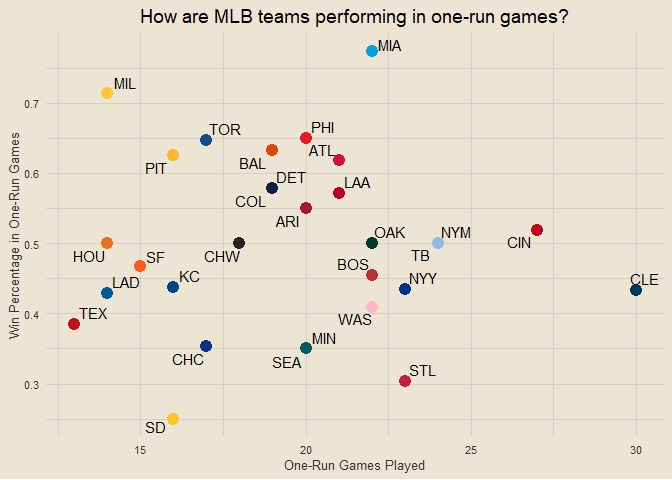 How are MLB teams performing in one-run games?
MIA
MIL
0.7
TOR
PHI
PIT
BAL
ATL
0.6
DET
LAA
COL
ARI
0.5
HOU
SF
CHW
OAK
NYM
TB
CIN
LAD
KC
BOS
NYY
CLE
0.4
TEX
WAS
CHC
SEA
MIN
STL
0.3
SD
Win Percentage in One-Run Games
15
20
25
30
One-Run Games Played